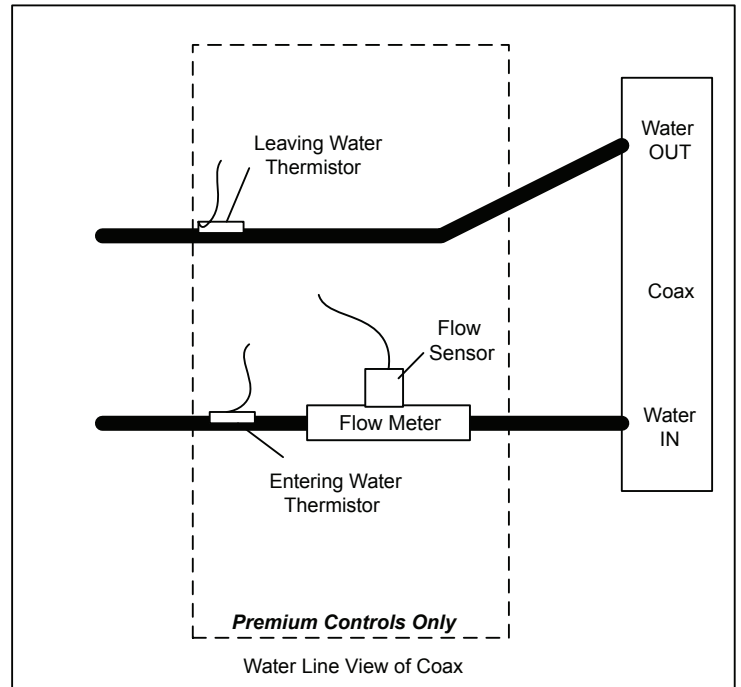 Water
OUT
Leaving Water
Thermistor
Coax
Flow
Sensor
Flow Meter
Water
IN
Entering Water
Thermistor
Premium Controls Only
Water Line View of Coax